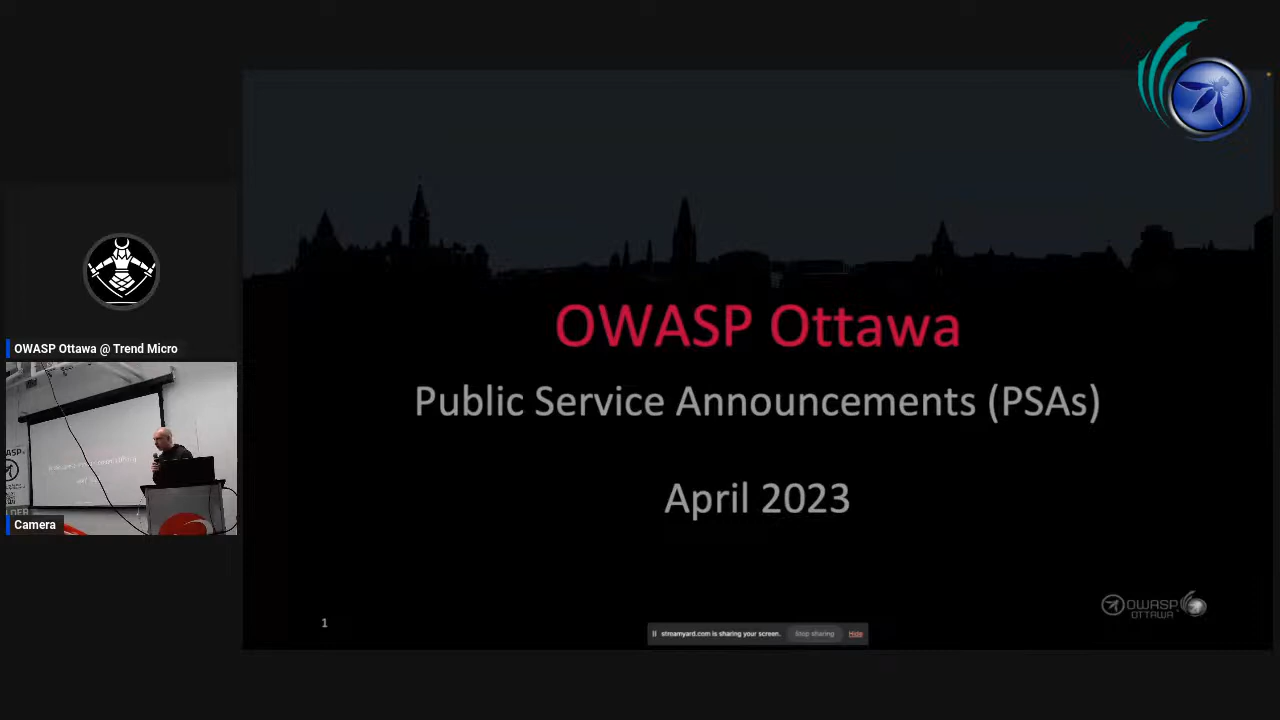 OWASP Ottawa
Public Service Announcements (PSAs)
April 2023
OWASP Ottawa @ Trend Micro
Camera
1
streamyard.com is sharing your screen. Stop sharing Hide
OWASP
OTTAWA